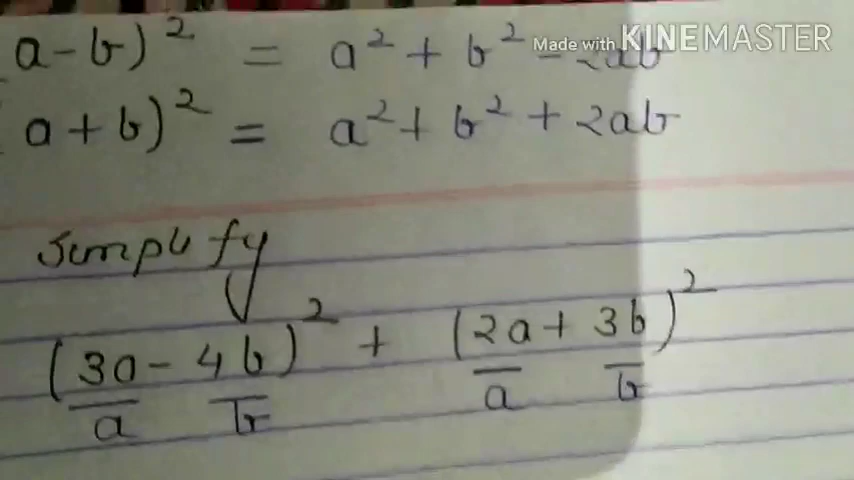 Made with KINEMASTER
a - b)² = a² + b² - 2ab
a + b)² = a² + b² + 2ab
Simplify
(3a - 4b)² + (2a + 3b)²
a b a b